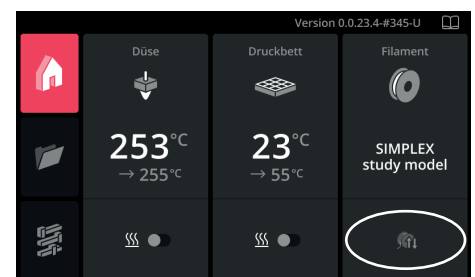 Version 0.0.23.4-#345-U
Düse
Druckbett
Filament
253°C
→ 255°C
23°C
→ 55°C
SIMPLEX
study model